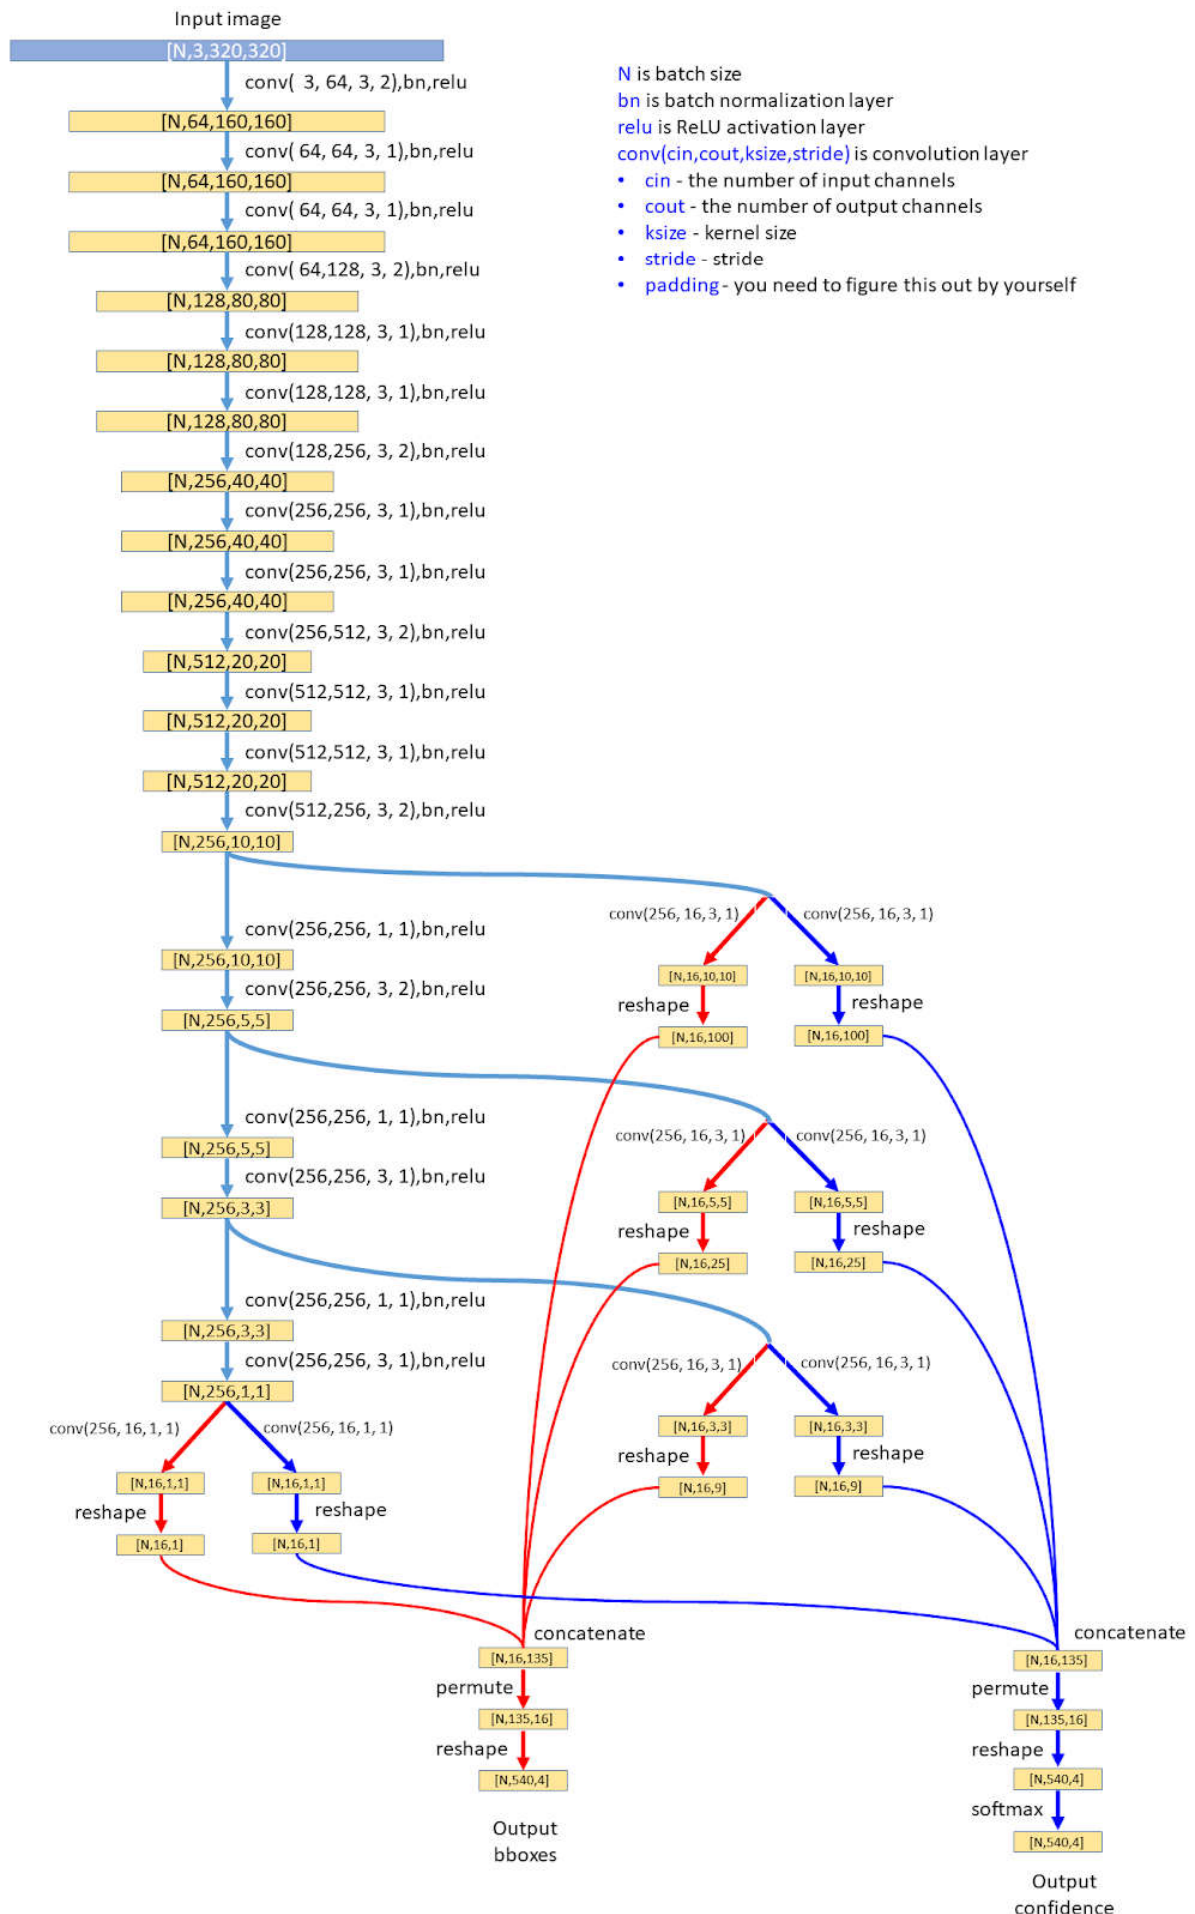 Input image
[N,3,320,320]
conv( 3, 64, 3, 2),bn,relu
[N,64,160,160]
conv( 64, 64, 3, 1),bn,relu
[N,64,160,160]
conv( 64, 64, 3, 1),bn,relu
[N,64,160,160]
conv( 64,128, 3, 2),bn,relu
[N,128,80,80]
conv(128,128, 3, 1),bn,relu
[N,128,80,80]
conv(128,128, 3, 1),bn,relu
[N,128,80,80]
conv(128,256, 3, 2),bn,relu
[N,256,40,40]
conv(256,256, 3, 1),bn,relu
[N,256,40,40]
conv(256,256, 3, 1),bn,relu
[N,256,40,40]
conv(256,512, 3, 2),bn,relu
[N,512,20,20]
conv(512,512, 3, 1),bn,relu
[N,512,20,20]
conv(512,512, 3, 1),bn,relu
[N,512,20,20]
conv(512,256, 3, 2),bn,relu
[N,256,10,10]
conv(256,256, 1, 1),bn,relu
[N,256,10,10]
conv(256,256, 3, 2),bn,relu
[N,256,5,5]
conv(256,256, 1, 1),bn,relu
[N,256,5,5]
conv(256,256, 3, 1),bn,relu
[N,256,3,3]
conv(256,256, 1, 1),bn,relu
[N,256,3,3]
conv(256,256, 3, 1),bn,relu
[N,256,1,1]
conv(256, 16, 1, 1)
conv(256, 16, 1, 1)
[N,16,1,1]
[N,16,1,1]
reshape
reshape
[N,16,1]
[N,16,1]
N is batch size
bn is batch normalization layer
relu is ReLU activation layer
conv(cin,cout,ksize,stride) is convolution layer
• cin - the number of input channels
• cout - the number of output channels
• ksize - kernel size
• stride - stride
• padding - you need to figure this out by yourself
conv(256, 16, 3, 1)
conv(256, 16, 3, 1)
[N,16,10,10]
[N,16,10,10]
reshape
reshape
[N,16,100]
[N,16,100]
conv(256, 16, 3, 1)
conv(256, 16, 3, 1)
[N,16,5,5]
[N,16,5,5]
reshape
reshape
[N,16,25]
[N,16,25]
conv(256, 16, 3, 1)
conv(256, 16, 3, 1)
[N,16,3,3]
[N,16,3,3]
reshape
reshape
[N,16,9]
[N,16,9]
concatenate
[N,16,135]
permute
[N,135,16]
reshape
[N,540,4]
Output
bboxes
concatenate
[N,16,135]
permute
[N,135,16]
reshape
[N,540,4]
softmax
[N,540,4]
Output
confidence